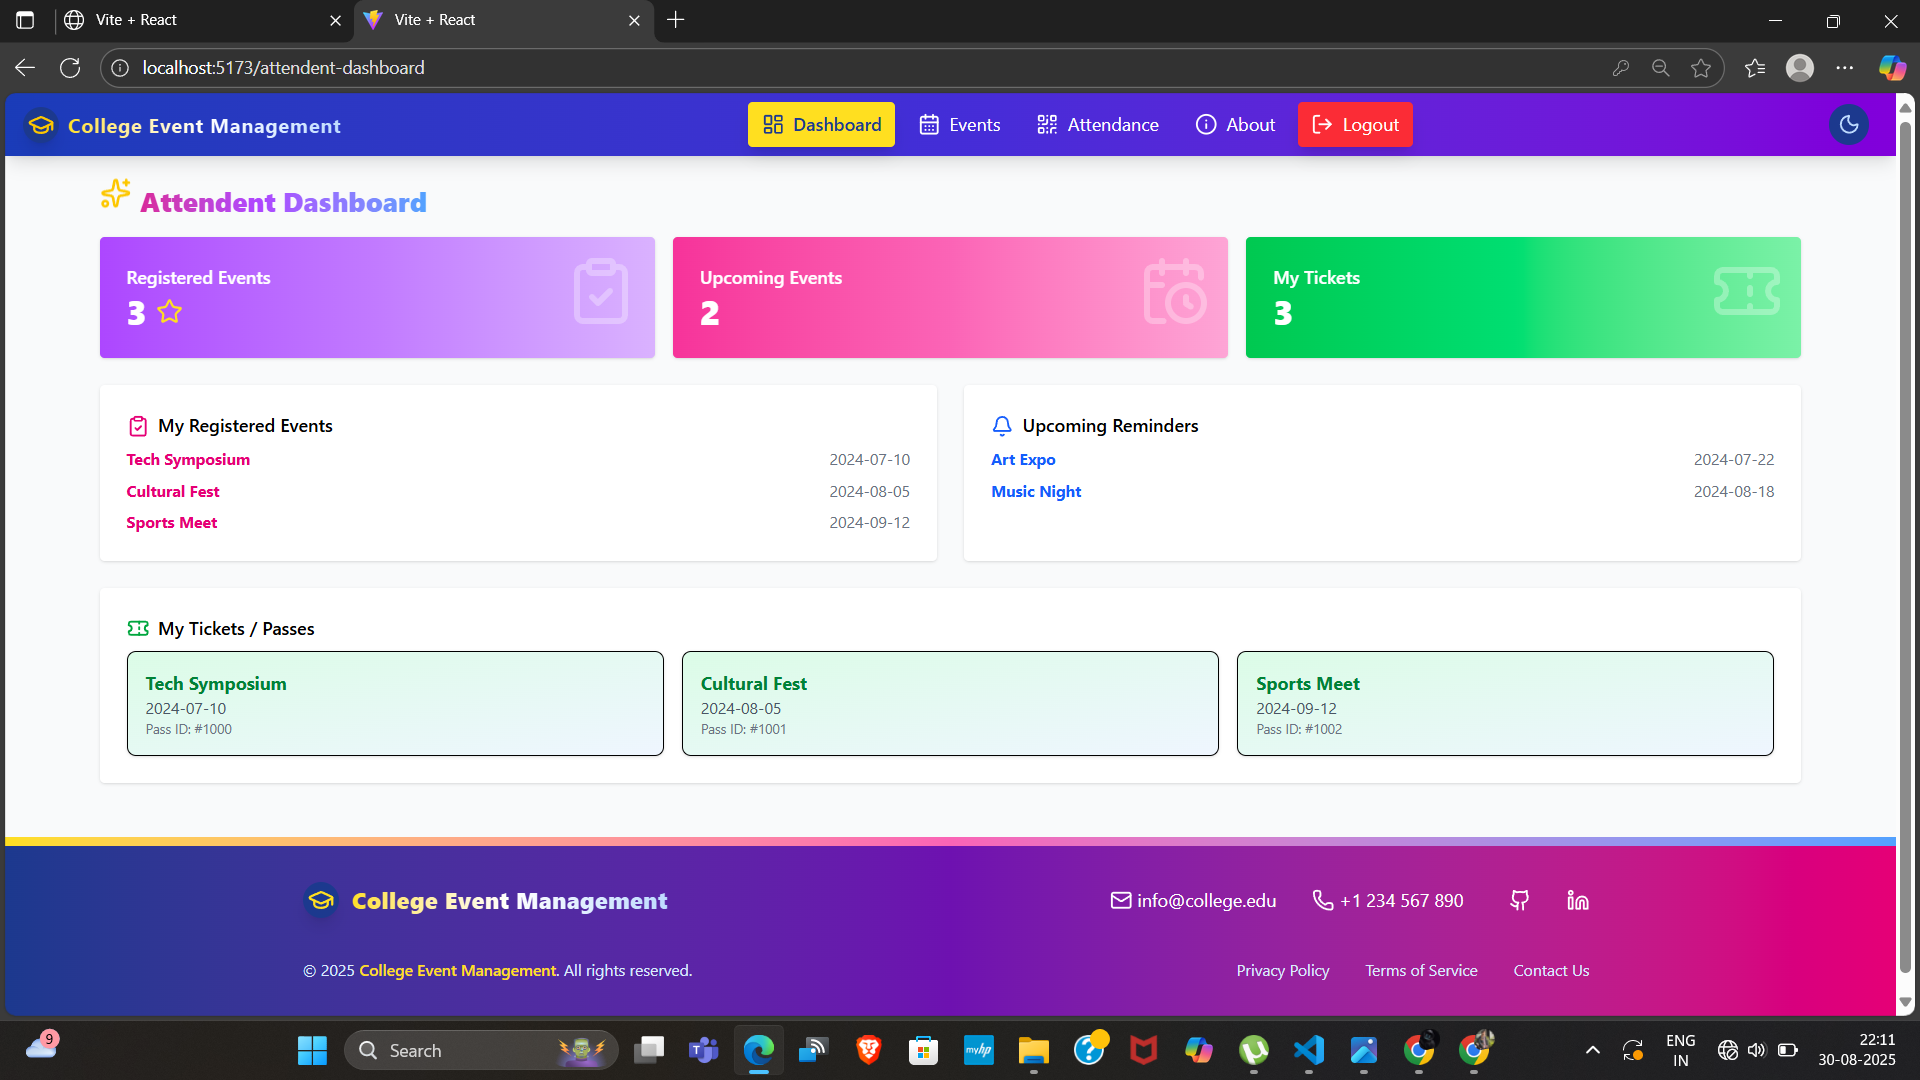 Vite + React
Vite + React
localhost:5173/attendent-dashboard
College Event Management
Dashboard
Events
Attendance
About
Logout
Attendent Dashboard
Registered Events
3
Upcoming Events
2
My Tickets
3
My Registered Events
Tech Symposium 2024-07-10
Cultural Fest 2024-08-05
Sports Meet 2024-09-12
Upcoming Reminders
Art Expo 2024-07-22
Music Night 2024-08-18
My Tickets / Passes
Tech Symposium
2024-07-10
Pass ID: #1000
Cultural Fest
2024-08-05
Pass ID: #1001
Sports Meet
2024-09-12
Pass ID: #1002
College Event Management
info@college.edu
+1 234 567 890
© 2025 College Event Management. All rights reserved.
Privacy Policy
Terms of Service
Contact Us
9
Search
myhp
ENG
IN
22:11
30-08-2025